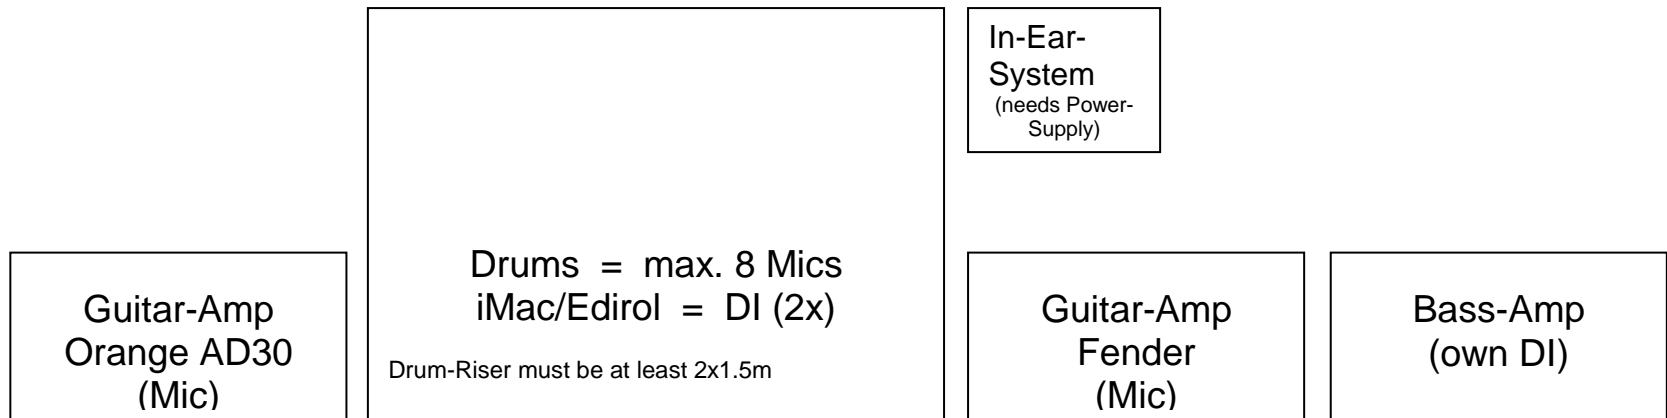 In-Ear-
System
(needs Power-
Supply)
Drums = max. 8 Mics
iMac/Edirol = DI (2x)
Drum-Riser must be at least 2x1.5m
Guitar-Amp
Orange AD30
(Mic)
Guitar-Amp
Fender
(Mic)
Bass-Amp
(own DI)